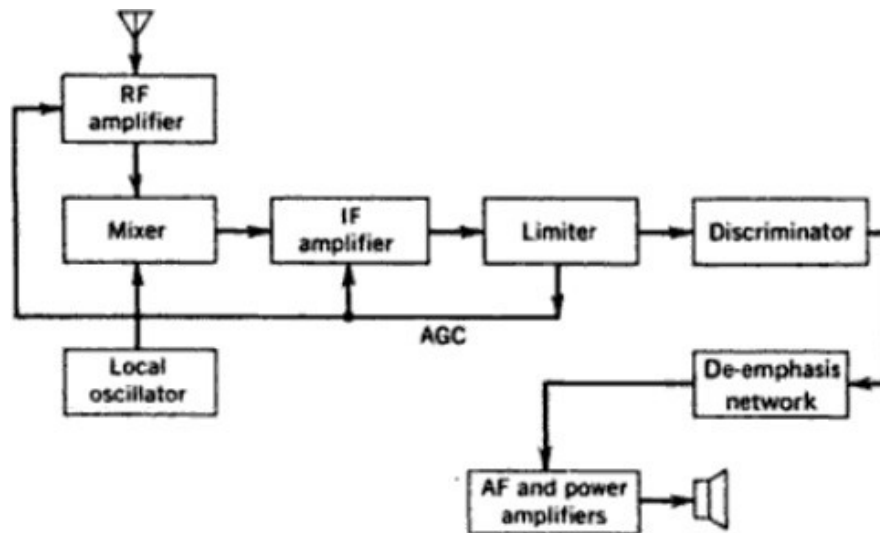 RF
amplifier
Mixer
IF
amplifier
Limiter
Discriminator
AGC
Local
oscillator
De-emphasis
network
AF and power
amplifiers